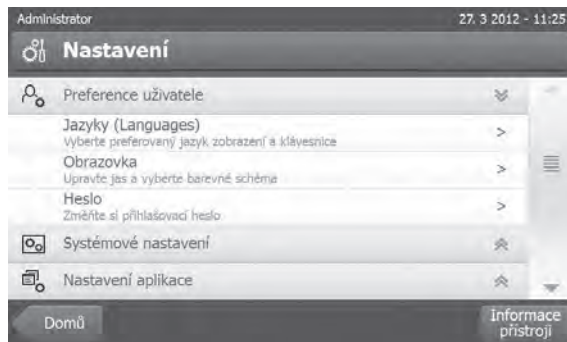 Administrator
27. 3 2012 - 11:25
Nastavení
Preference uživatele
Jazyky (Languages)
Vyberte preferovaný jazyk zobrazení a klávesnice
Obrazovka
Upravte jas a vyberte barevné schéma
Heslo
Změňte si přihlašovací heslo
Systémové nastavení
Nastavení aplikace
Domů
Informace
přístroji